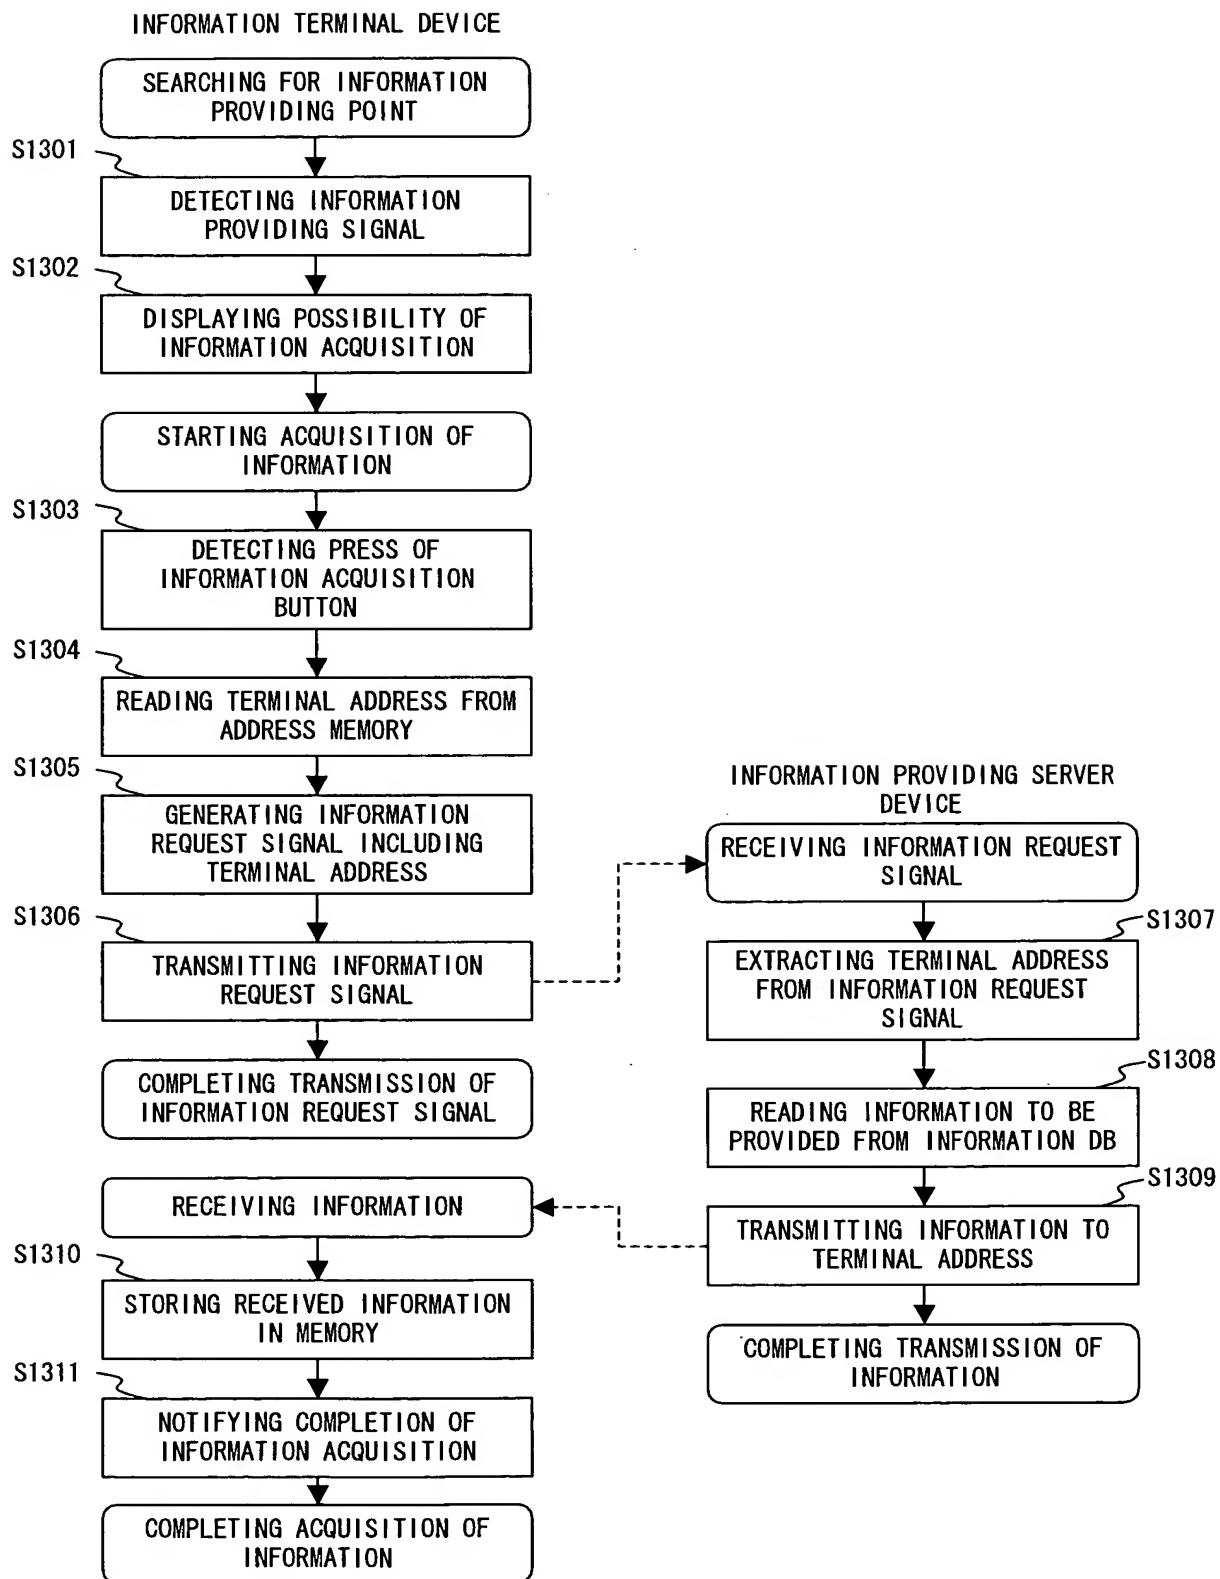 INFORMATION TERMINAL DEVICE
SEARCHING FOR INFORMATION
PROVIDING POINT
S1301
DETECTING INFORMATION
PROVIDING SIGNAL
S1302
DISPLAYING POSSIBILITY OF
INFORMATION ACQUISITION
STARTING ACQUISITION OF
INFORMATION
S1303
DETECTING PRESS OF
INFORMATION ACQUISITION
BUTTON
S1304
READING TERMINAL ADDRESS FROM
ADDRESS MEMORY
S1305
GENERATING INFORMATION
REQUEST SIGNAL INCLUDING
TERMINAL ADDRESS
S1306
TRANSMITTING INFORMATION
REQUEST SIGNAL
COMPLETING TRANSMISSION OF
INFORMATION REQUEST SIGNAL
INFORMATION PROVIDING SERVER
DEVICE
RECEIVING INFORMATION REQUEST
SIGNAL
S1307
EXTRACTING TERMINAL ADDRESS
FROM INFORMATION REQUEST
SIGNAL
S1308
READING INFORMATION TO BE
PROVIDED FROM INFORMATION DB
S1309
TRANSMITTING INFORMATION TO
TERMINAL ADDRESS
COMPLETING TRANSMISSION OF
INFORMATION
RECEIVING INFORMATION
S1310
STORING RECEIVED INFORMATION
IN MEMORY
S1311
NOTIFYING COMPLETION OF
INFORMATION ACQUISITION
COMPLETING ACQUISITION OF
INFORMATION